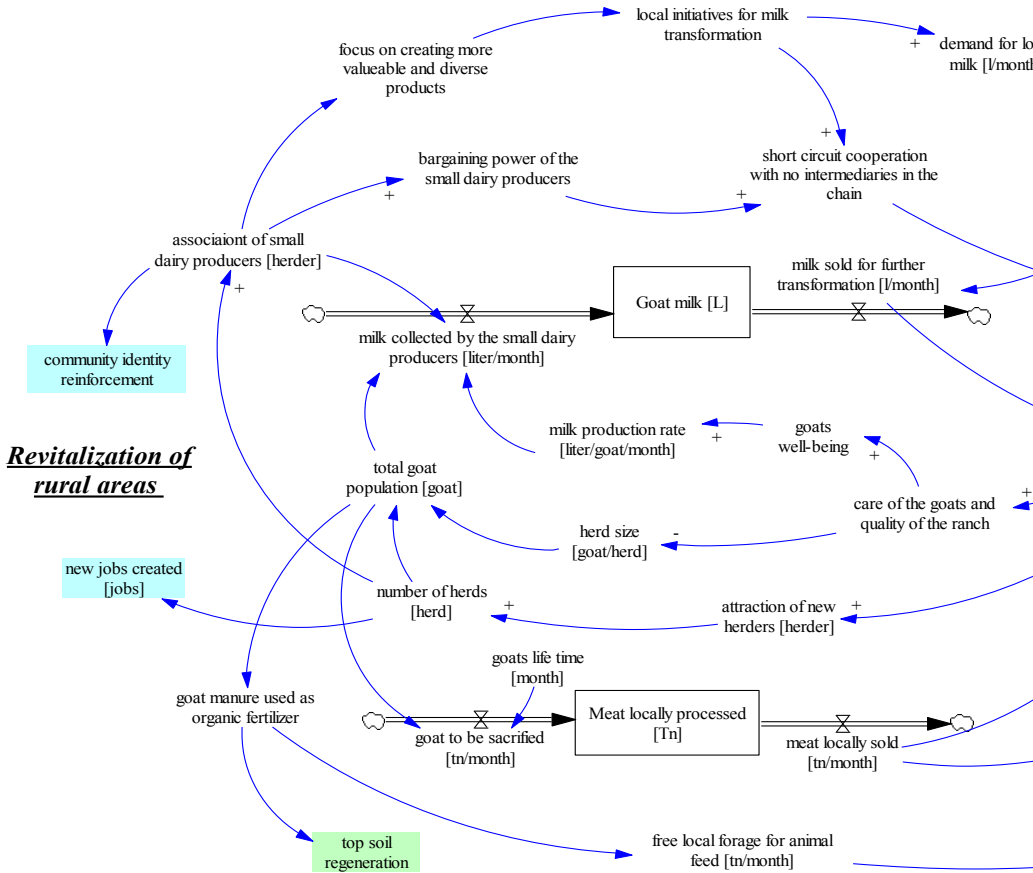 local initiatives for milk
transformation
focus on creating more
valueable and diverse
products
+
demand for lo
milk [l/month
+
bargaining power of the
small dairy producers
+
+
short circuit cooperation
with no intermediaries in the
chain
associaiont of small
dairy producers [herder]
+
milk sold for further
transformation [l/month]
Goat milk [L]
milk collected by the small dairy
producers [liter/month]
community identity
reinforcement
milk production rate
[liter/goat/month]
+
goats
well-being
+
Revitalization of
rural areas
total goat
population [goat]
care of the goats and
quality of the ranch
+
herd size
[goat/herd]
-
new jobs created
[jobs]
number of herds
[herd]
+
attraction of new
herders [herder]
+
goats life time
[month]
goat manure used as
organic fertilizer
Meat locally processed
[Tn]
goat to be sacrified
[tn/month]
meat locally sold
[tn/month]
top soil
regeneration
free local forage for animal
feed [tn/month]